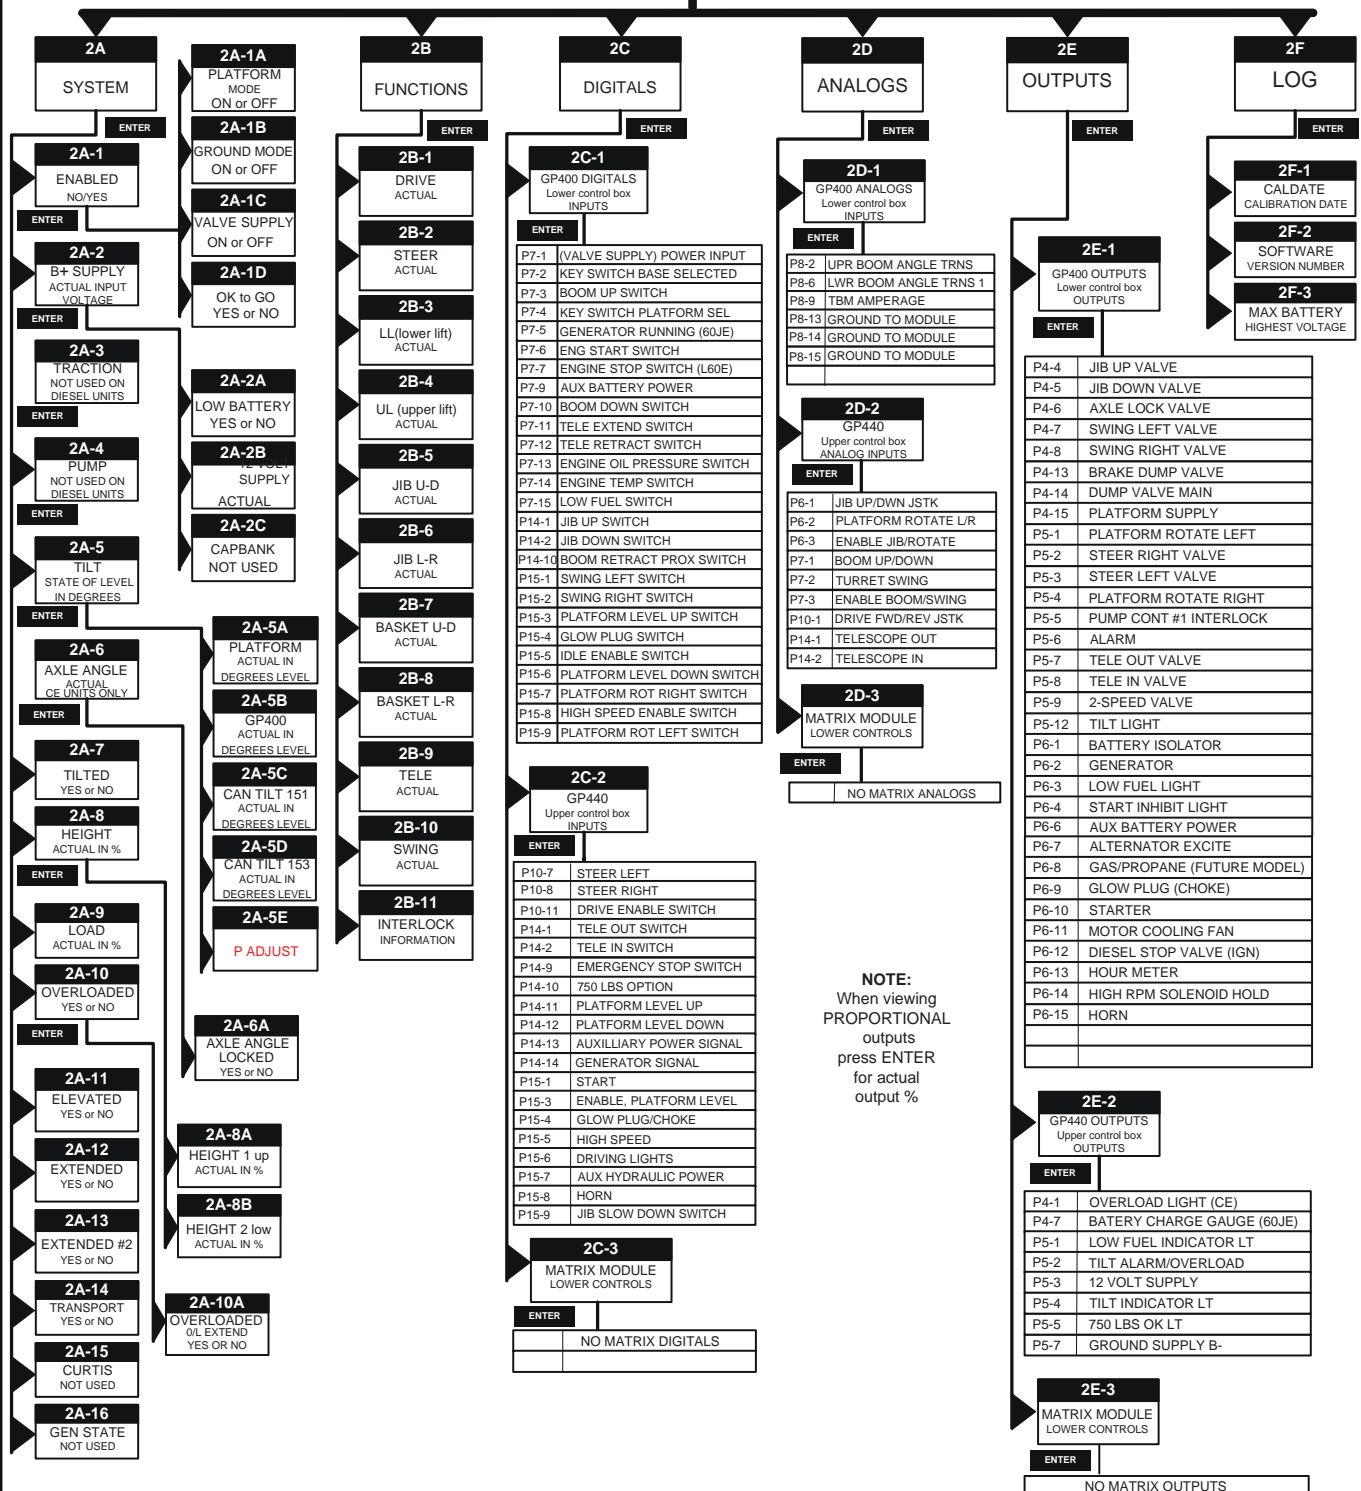 2A
SYSTEM
ENTER
2A-1
ENABLED
NO/YES
ENTER
2A-2
B+ SUPPLY
ACTUAL INPUT
VOLTAGE
ENTER
2A-3
TRACTION
NOT USED ON
DIESEL UNITS
ENTER
2A-4
PUMP
NOT USED ON
DIESEL UNITS
ENTER
2A-5
TILT
STATE OF LEVEL
IN DEGREES
ENTER
2A-6
AXLE ANGLE
ACTUAL
CE UNITS ONLY
ENTER
2A-7
TILTED
YES or NO
2A-8
HEIGHT
ACTUAL IN %
ENTER
2A-9
LOAD
ACTUAL IN %
2A-10
OVERLOADED
YES or NO
ENTER
2A-11
ELEVATED
YES or NO
2A-12
EXTENDED
YES or NO
2A-13
EXTENDED #2
YES or NO
2A-14
TRANSPORT
YES or NO
2A-15
CURTIS
NOT USED
2A-16
GEN STATE
NOT USED
2A-1A
PLATFORM
MODE
ON or OFF
2A-1B
GROUND MODE
ON or OFF
2A-1C
VALVE SUPPLY
ON or OFF
2A-1D
OK to GO
YES or NO
2A-2A
LOW BATTERY
YES or NO
2A-2B
12 VOLT
SUPPLY
ACTUAL
2A-2C
CAPBANK
NOT USED
2A-5A
PLATFORM
ACTUAL IN
DEGREES LEVEL
2A-5B
GP400
ACTUAL IN
DEGREES LEVEL
2A-5C
CAN TILT 151
ACTUAL IN
DEGREES LEVEL
2A-5D
CAN TILT 153
ACTUAL IN
DEGREES LEVEL
2A-5E
P ADJUST
2A-6A
AXLE ANGLE
LOCKED
YES or NO
2A-8A
HEIGHT 1 up
ACTUAL IN %
2A-8B
HEIGHT 2 low
ACTUAL IN %
2A-10A
OVERLOADED
0/L EXTEND
YES OR NO
2B
FUNCTIONS
ENTER
2B-1
DRIVE
ACTUAL
2B-2
STEER
ACTUAL
2B-3
LL(lower lift)
ACTUAL
2B-4
UL (upper lift)
ACTUAL
2B-5
JIB U-D
ACTUAL
2B-6
JIB L-R
ACTUAL
2B-7
BASKET U-D
ACTUAL
2B-8
BASKET L-R
ACTUAL
2B-9
TELE
ACTUAL
2B-10
SWING
ACTUAL
2B-11
INTERLOCK
INFORMATION
2C
DIGITALS
ENTER
2C-1
GP400 DIGITALS
Lower control box
INPUTS
ENTER
P7-1 (VALVE SUPPLY) POWER INPUT
P7-2 KEY SWITCH BASE SELECTED
P7-3 BOOM UP SWITCH
P7-4 KEY SWITCH PLATFORM SEL
P7-5 GENERATOR RUNNING (60JE)
P7-6 ENG START SWITCH
P7-7 ENGINE STOP SWITCH (L60E)
P7-9 AUX BATTERY POWER
P7-10 BOOM DOWN SWITCH
P7-11 TELE EXTEND SWITCH
P7-12 TELE RETRACT SWITCH
P7-13 ENGINE OIL PRESSURE SWITCH
P7-14 ENGINE TEMP SWITCH
P7-15 LOW FUEL SWITCH
P14-1 JIB UP SWITCH
P14-2 JIB DOWN SWITCH
P14-10 BOOM RETRACT PROX SWITCH
P15-1 SWING LEFT SWITCH
P15-2 SWING RIGHT SWITCH
P15-3 PLATFORM LEVEL UP SWITCH
P15-4 GLOW PLUG SWITCH
P15-5 IDLE ENABLE SWITCH
P15-6 PLATFORM LEVEL DOWN SWITCH
P15-7 PLATFORM ROT RIGHT SWITCH
P15-8 HIGH SPEED ENABLE SWITCH
P15-9 PLATFORM ROT LEFT SWITCH
2C-2
GP440
Upper control box
INPUTS
ENTER
P10-7 STEER LEFT
P10-8 STEER RIGHT
P10-11 DRIVE ENABLE SWITCH
P14-1 TELE OUT SWITCH
P14-2 TELE IN SWITCH
P14-9 EMERGENCY STOP SWITCH
P14-10 750 LBS OPTION
P14-11 PLATFORM LEVEL UP
P14-12 PLATFORM LEVEL DOWN
P14-13 AUXILLIARY POWER SIGNAL
P14-14 GENERATOR SIGNAL
P15-1 START
P15-3 ENABLE, PLATFORM LEVEL
P15-4 GLOW PLUG/CHOKE
P15-5 HIGH SPEED
P15-6 DRIVING LIGHTS
P15-7 AUX HYDRAULIC POWER
P15-8 HORN
P15-9 JIB SLOW DOWN SWITCH
2C-3
MATRIX MODULE
LOWER CONTROLS
ENTER
NO MATRIX DIGITALS
2D
ANALOGS
ENTER
2D-1
GP400 ANALOGS
Lower control box
INPUTS
ENTER
P8-2 UPR BOOM ANGLE TRNS
P8-6 LWR BOOM ANGLE TRNS 1
P8-9 TBM AMPERAGE
P8-13 GROUND TO MODULE
P8-14 GROUND TO MODULE
P8-15 GROUND TO MODULE
2D-2
GP440
Upper control box
ANALOG INPUTS
ENTER
P6-1 JIB UP/DWN JSTK
P6-2 PLATFORM ROTATE L/R
P6-3 ENABLE JIB/ROTATE
P7-1 BOOM UP/DOWN
P7-2 TURRET SWING
P7-3 ENABLE BOOM/SWING
P10-1 DRIVE FWD/REV JSTK
P14-1 TELESCOPE OUT
P14-2 TELESCOPE IN
2D-3
MATRIX MODULE
LOWER CONTROLS
ENTER
NO MATRIX ANALOGS
NOTE:
When viewing
PROPORTIONAL
outputs
press ENTER
for actual
output %
2E
OUTPUTS
ENTER
2E-1
GP400 OUTPUTS
Lower control box
OUTPUTS
ENTER
P4-4 JIB UP VALVE
P4-5 JIB DOWN VALVE
P4-6 AXLE LOCK VALVE
P4-7 SWING LEFT VALVE
P4-8 SWING RIGHT VALVE
P4-13 BRAKE DUMP VALVE
P4-14 DUMP VALVE MAIN
P4-15 PLATFORM SUPPLY
P5-1 PLATFORM ROTATE LEFT
P5-2 STEER RIGHT VALVE
P5-3 STEER LEFT VALVE
P5-4 PLATFORM ROTATE RIGHT
P5-5 PUMP CONT #1 INTERLOCK
P5-6 ALARM
P5-7 TELE OUT VALVE
P5-8 TELE IN VALVE
P5-9 2-SPEED VALVE
P5-12 TILT LIGHT
P6-1 BATTERY ISOLATOR
P6-2 GENERATOR
P6-3 LOW FUEL LIGHT
P6-4 START INHIBIT LIGHT
P6-6 AUX BATTERY POWER
P6-7 ALTERNATOR EXCITE
P6-8 GAS/PROPANE (FUTURE MODEL)
P6-9 GLOW PLUG (CHOKE)
P6-10 STARTER
P6-11 MOTOR COOLING FAN
P6-12 DIESEL STOP VALVE (IGN)
P6-13 HOUR METER
P6-14 HIGH RPM SOLENOID HOLD
P6-15 HORN
2E-2
GP440 OUTPUTS
Upper control box
OUTPUTS
ENTER
P4-1 OVERLOAD LIGHT (CE)
P4-7 BATERY CHARGE GAUGE (60JE)
P5-1 LOW FUEL INDICATOR LT
P5-2 TILT ALARM/OVERLOAD
P5-3 12 VOLT SUPPLY
P5-4 TILT INDICATOR LT
P5-5 750 LBS OK LT
P5-7 GROUND SUPPLY B-
2E-3
MATRIX MODULE
LOWER CONTROLS
ENTER
NO MATRIX OUTPUTS
2F
LOG
ENTER
2F-1
CALDATE
CALIBRATION DATE
2F-2
SOFTWARE
VERSION NUMBER
2F-3
MAX BATTERY
HIGHEST VOLTAGE